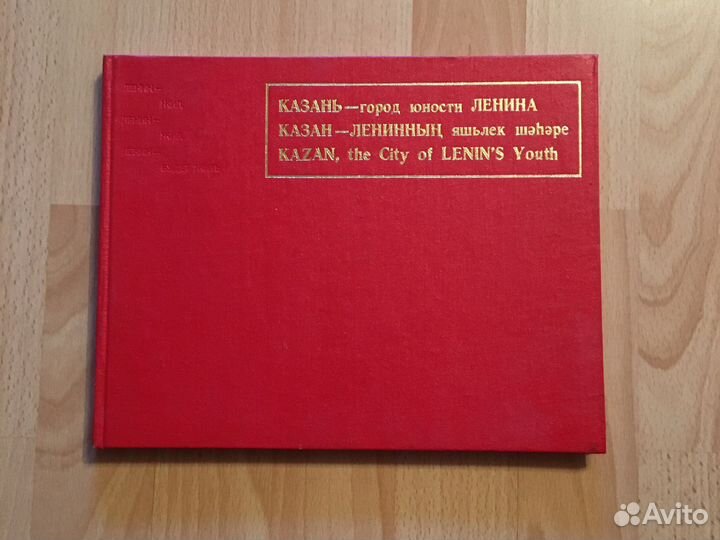 КАЗАНЬ—город юности ЛЕНИНА
КАЗАН—ЛЕНИННЫҢ яшьлек шәһәре
KAZAN, the City of LENIN'S Youth
Avito